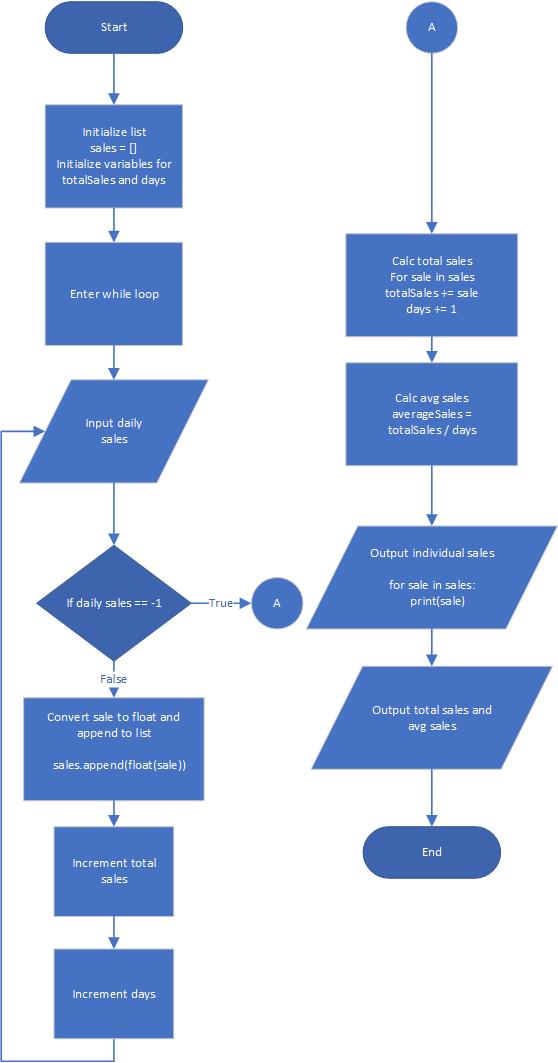 Start
Initialize list
sales = []
Initialize variables for
totalSales and days
Enter while loop
Input daily
sales
If daily sales == -1
True
A
False
Convert sale to float and
append to list
sales.append(float(sale))
Increment total
sales
Increment days
A
Calc total sales
For sale in sales
totalSales += sale
days += 1
Calc avg sales
averageSales =
totalSales / days
Output individual sales
for sale in sales:
print(sale)
Output total sales and
avg sales
End